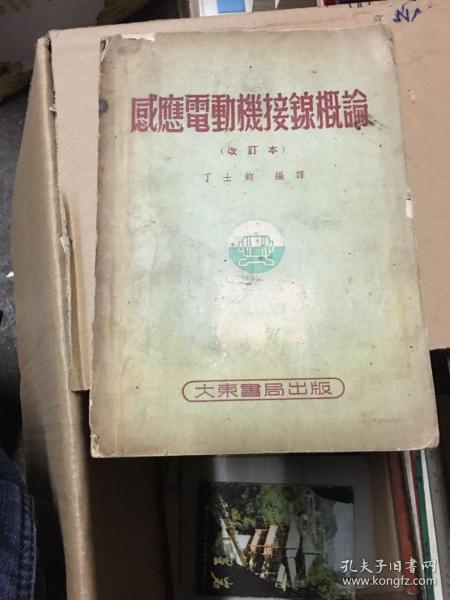 感應電動機接線概論
(改訂本)
丁士鈞 編譯
大東書局出版
孔夫子旧书网
www.kongfz.com